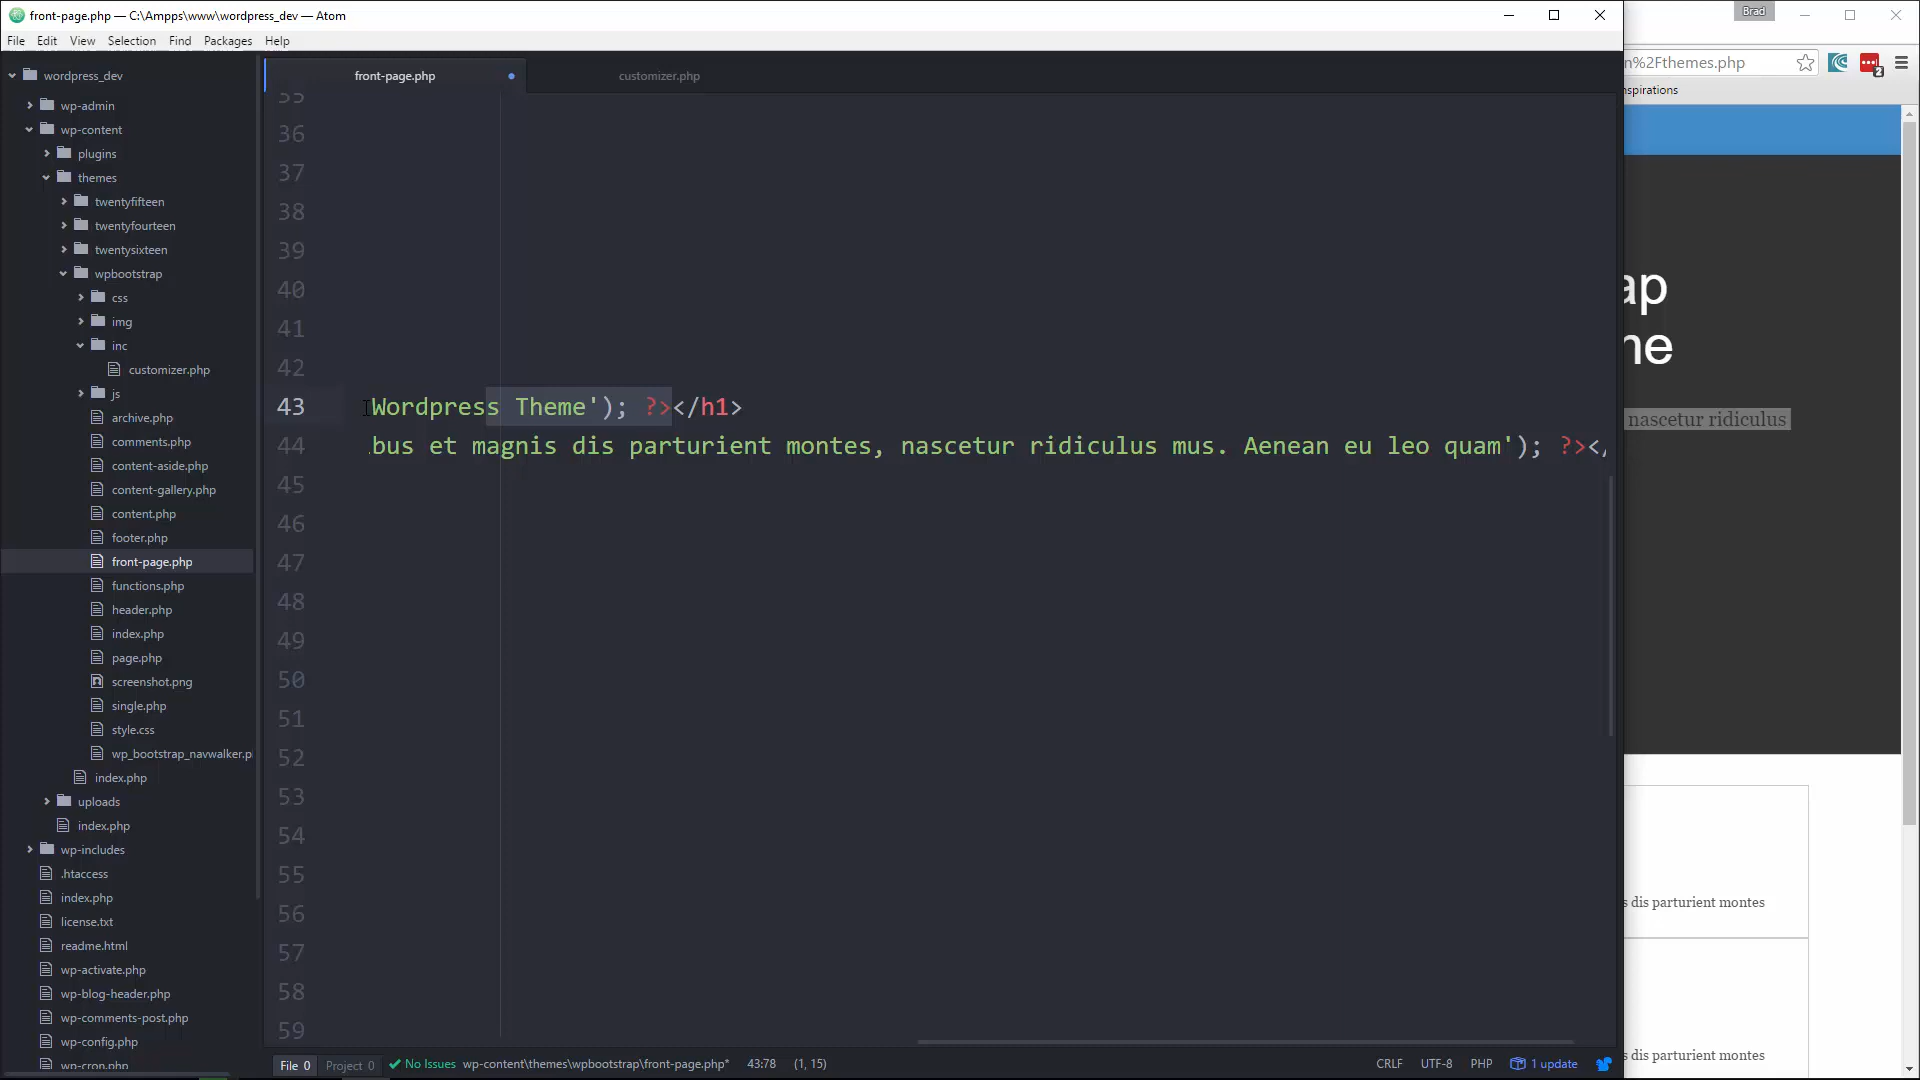 front-page.php — C:\Ampps\www\wordpress_dev — Atom
Brad
File Edit View Selection Find Packages Help
n%2Fthemes.php
2
nspirations
wordpress_dev
wp-admin
wp-content
plugins
themes
twentyfifteen
twentyfourteen
twentysixteen
wpbootstrap
css
img
inc
customizer.php
js
archive.php
comments.php
content-aside.php
content-gallery.php
content.php
footer.php
front-page.php
functions.php
header.php
index.php
page.php
screenshot.png
single.php
style.css
wp_bootstrap_navwalker.p
index.php
uploads
index.php
wp-includes
.htaccess
index.php
license.txt
readme.html
wp-activate.php
wp-blog-header.php
wp-comments-post.php
wp-config.php
wp-cron.php
front-page.php customizer.php
35
36
37
38
39
40
41
42
43 Wordpress Theme'); ?></h1>
44 bus et magnis dis parturient montes, nascetur ridiculus mus. Aenean eu leo quam'); ?></
45
46
47
48
49
50
51
52
53
54
55
56
57
58
59
ap
ne
nascetur ridiculus
s dis parturient montes
s dis parturient montes
File 0 Project 0 No Issues wp-content\themes\wpbootstrap\front-page.php* 43:78 (1, 15) CRLF UTF-8 PHP 1 update